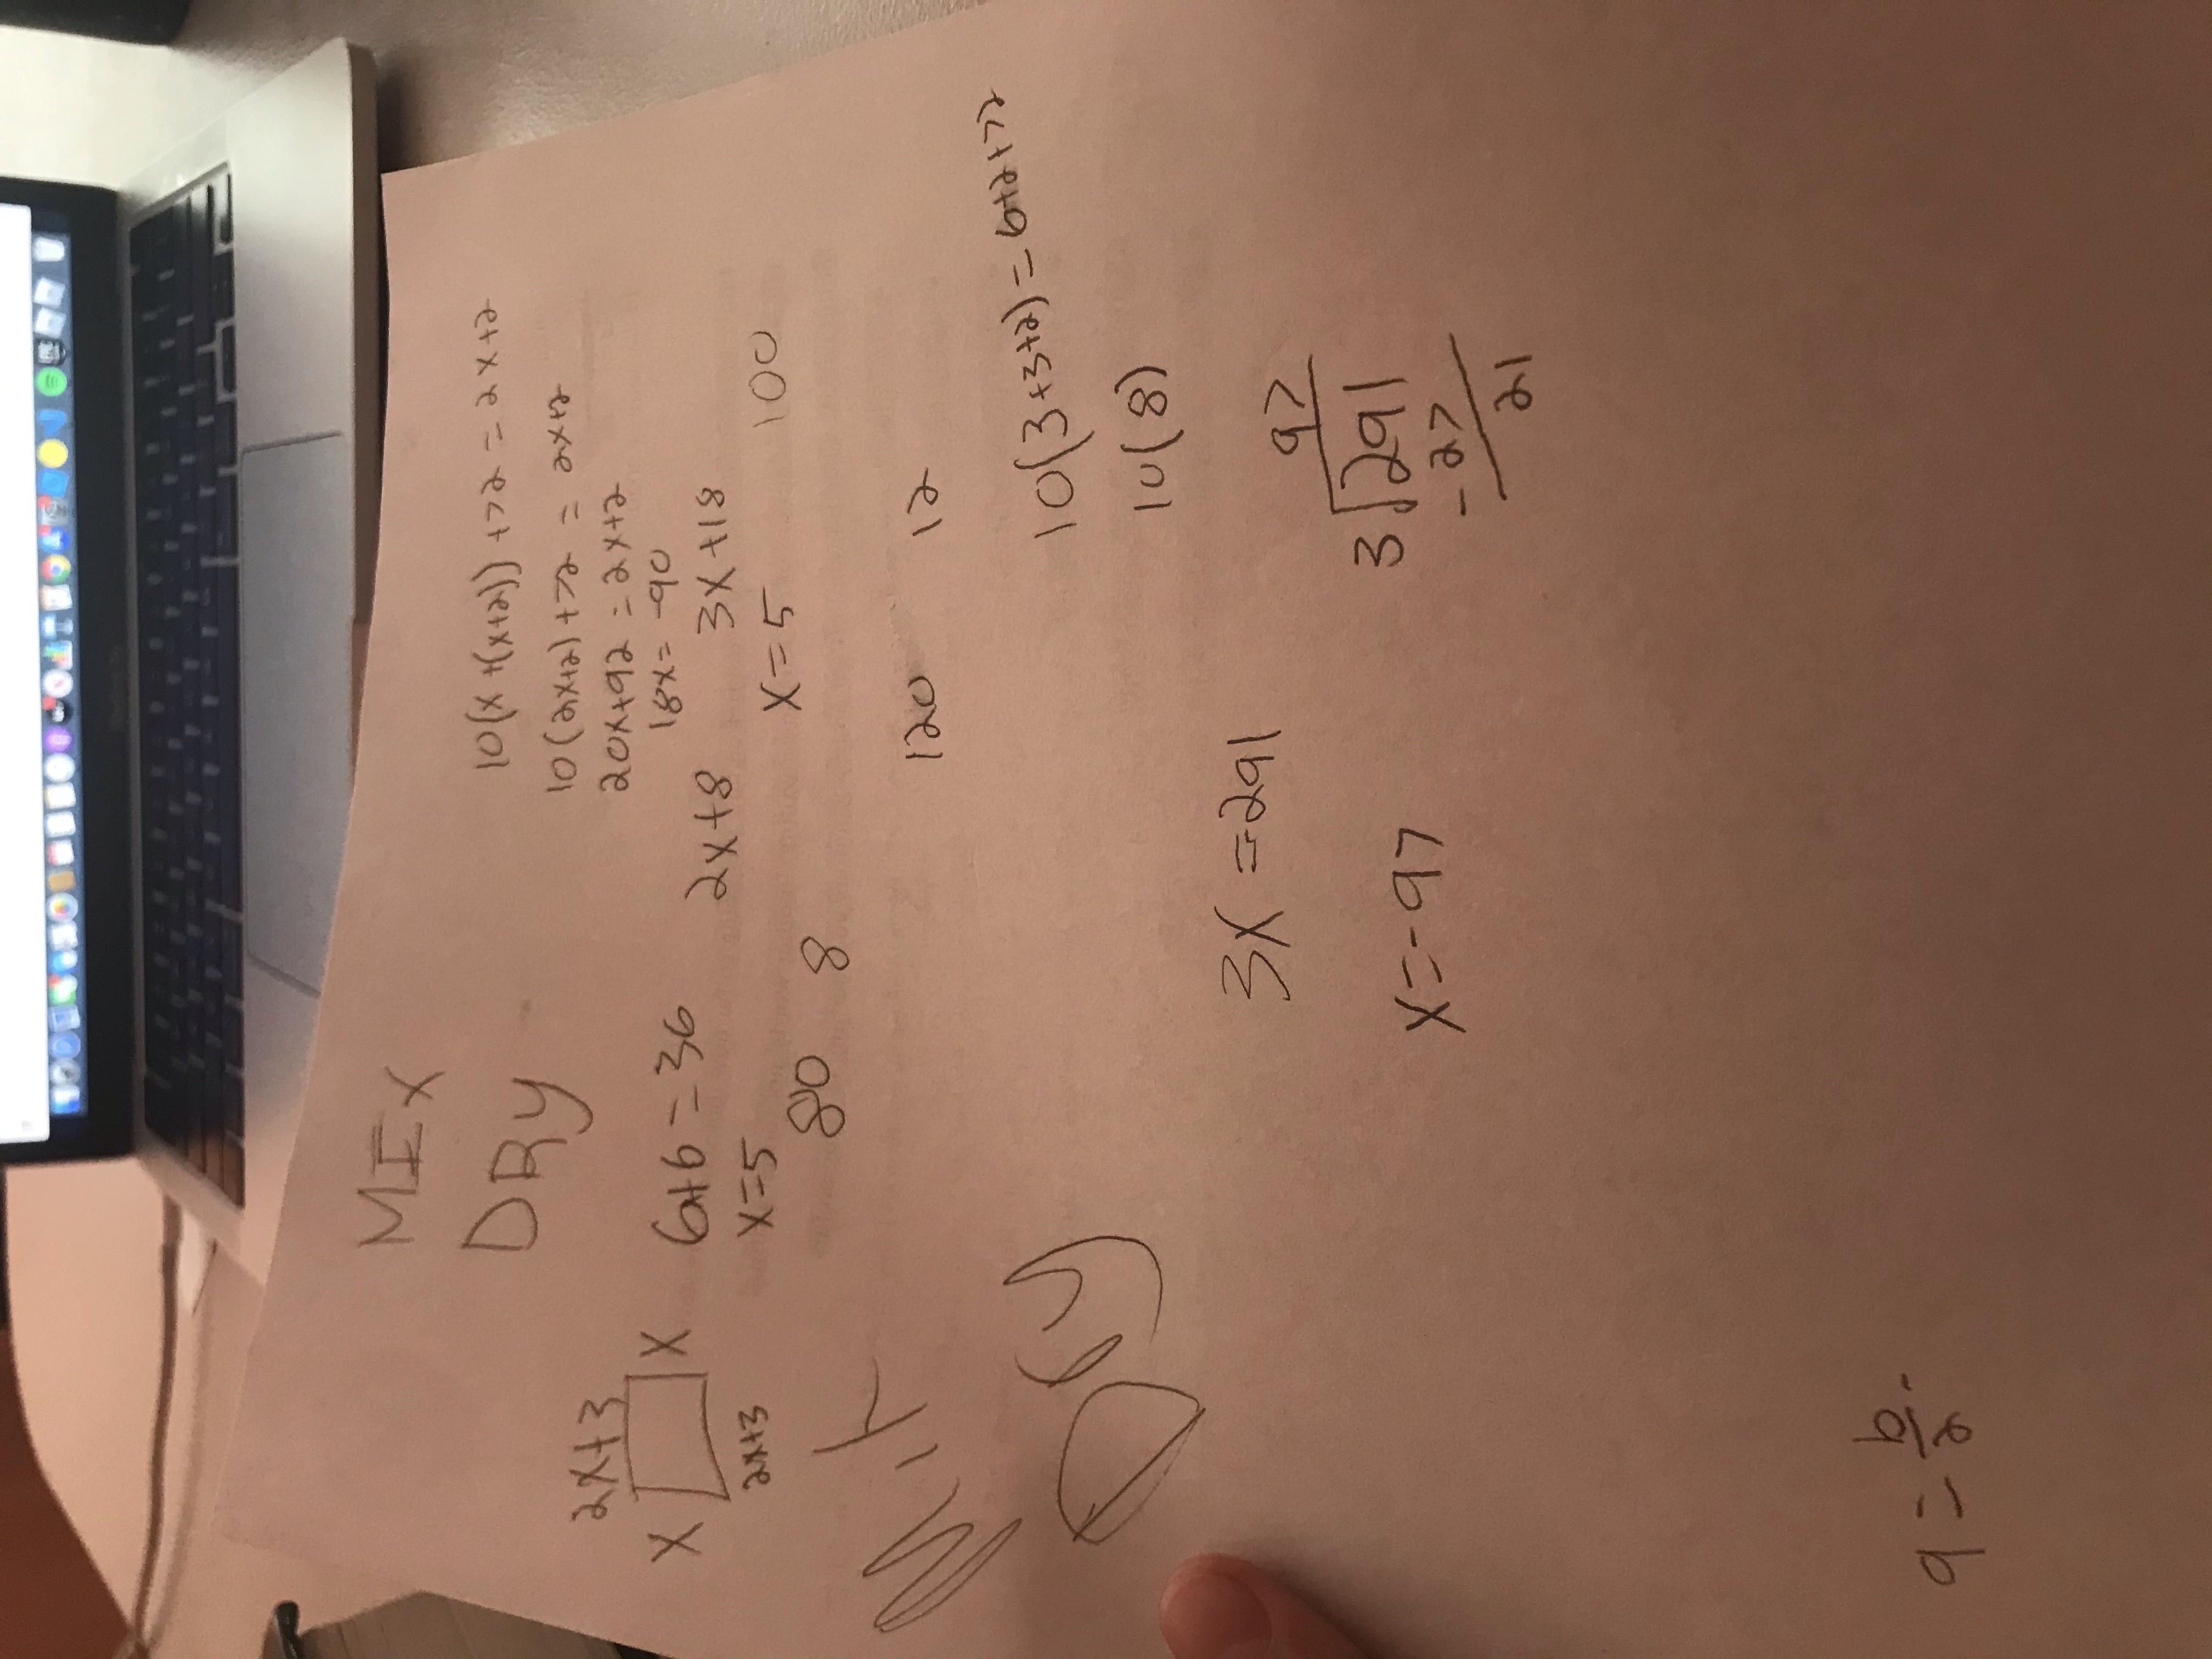 MIX
DRY
10(x+(x+2))+72=2x+2
10(2x+2)+72 = 2x+2
20x+92=2x+2
18x=-90
2x+3
X X
2x+3
6+6=36
x=5
2x+8
3x+18
x=5
100
80 8
Mix
Dry
120 12
10(3+3+2)=6+2+72
10(8)
3x=291
x=-97
97
3 291
-27
21
a=b/2-